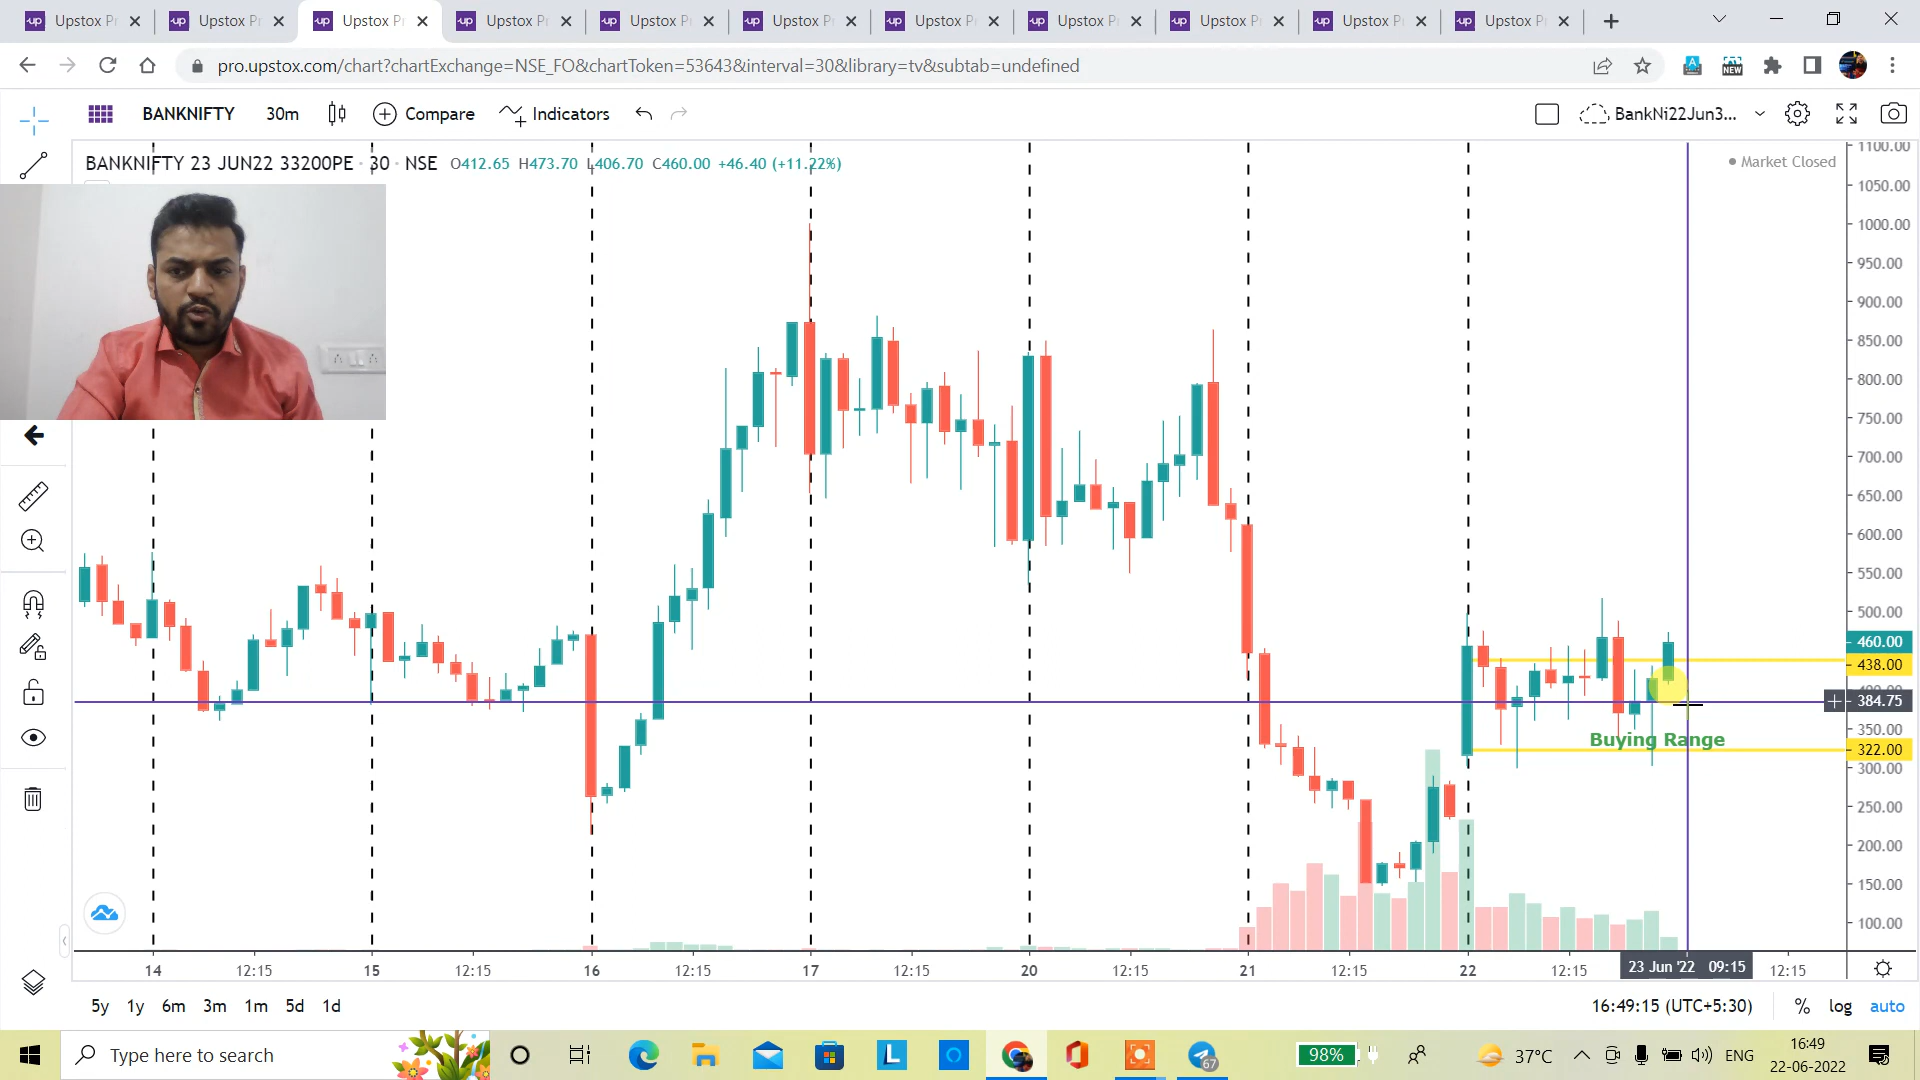 Upstox P
Upstox P
Upstox P
Upstox P
Upstox P
Upstox P
Upstox P
Upstox P
Upstox P
Upstox P
Upstox P
pro.upstox.com/chart?chartExchange=NSE_FO&chartToken=53643&interval=30&library=tv&subtab=undefined
NEW
BANKNIFTY 30m Compare Indicators BankNi22Jun3...
BANKNIFTY 23 JUN22 33200PE · 30 · NSE O412.65 H473.70 L406.70 C460.00 +46.40 (+11.22%)
Market Closed
1100.00
1050.00
1000.00
950.00
900.00
850.00
800.00
750.00
700.00
650.00
600.00
550.00
500.00
460.00
438.00
384.75
350.00
322.00
300.00
250.00
200.00
150.00
100.00
Buying Range
14 12:15 15 12:15 16 12:15 17 12:15 20 12:15 21 12:15 22 12:15 23 Jun '22 09:15 12:15
5y 1y 6m 3m 1m 5d 1d 16:49:15 (UTC+5:30) % log auto
Type here to search
67
98%
37°C
ENG
16:49
22-06-2022